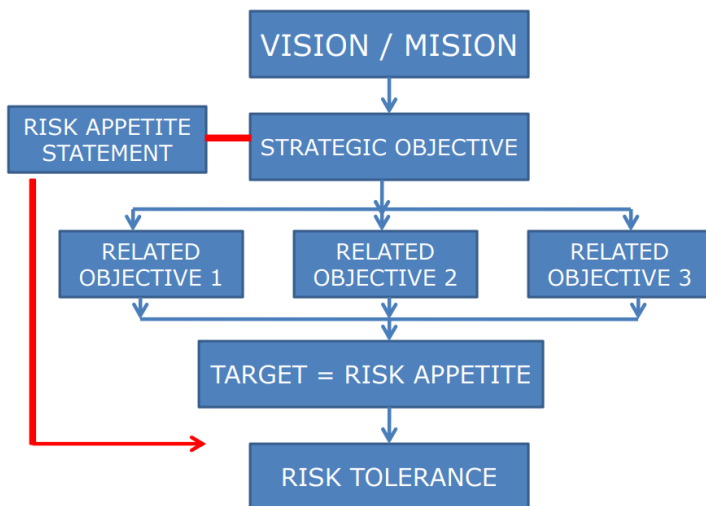 VISION / MISION
RISK APPETITE
STATEMENT
STRATEGIC OBJECTIVE
RELATED
OBJECTIVE 1
RELATED
OBJECTIVE 2
RELATED
OBJECTIVE 3
TARGET = RISK APPETITE
RISK TOLERANCE